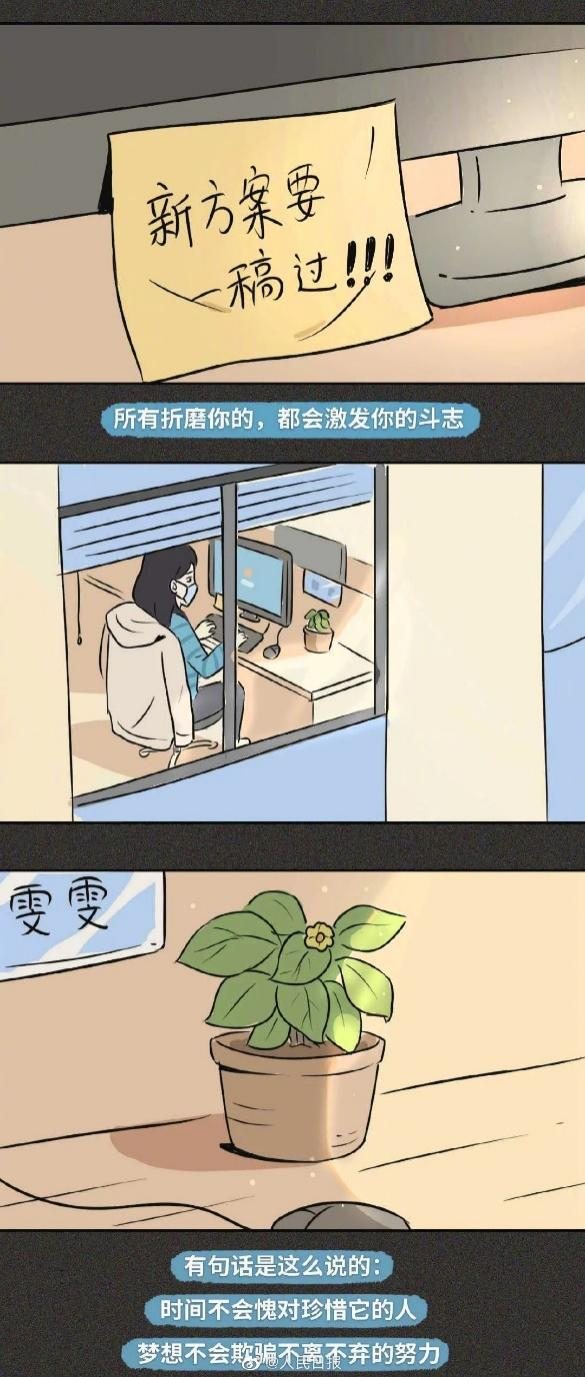 新方案要
一稿过!!!
所有折磨你的，都会激发你的斗志
雯雯
有句话是这么说的：
时间不会愧对珍惜它的人
梦想不会欺骗不离不弃的努力
@人民日报